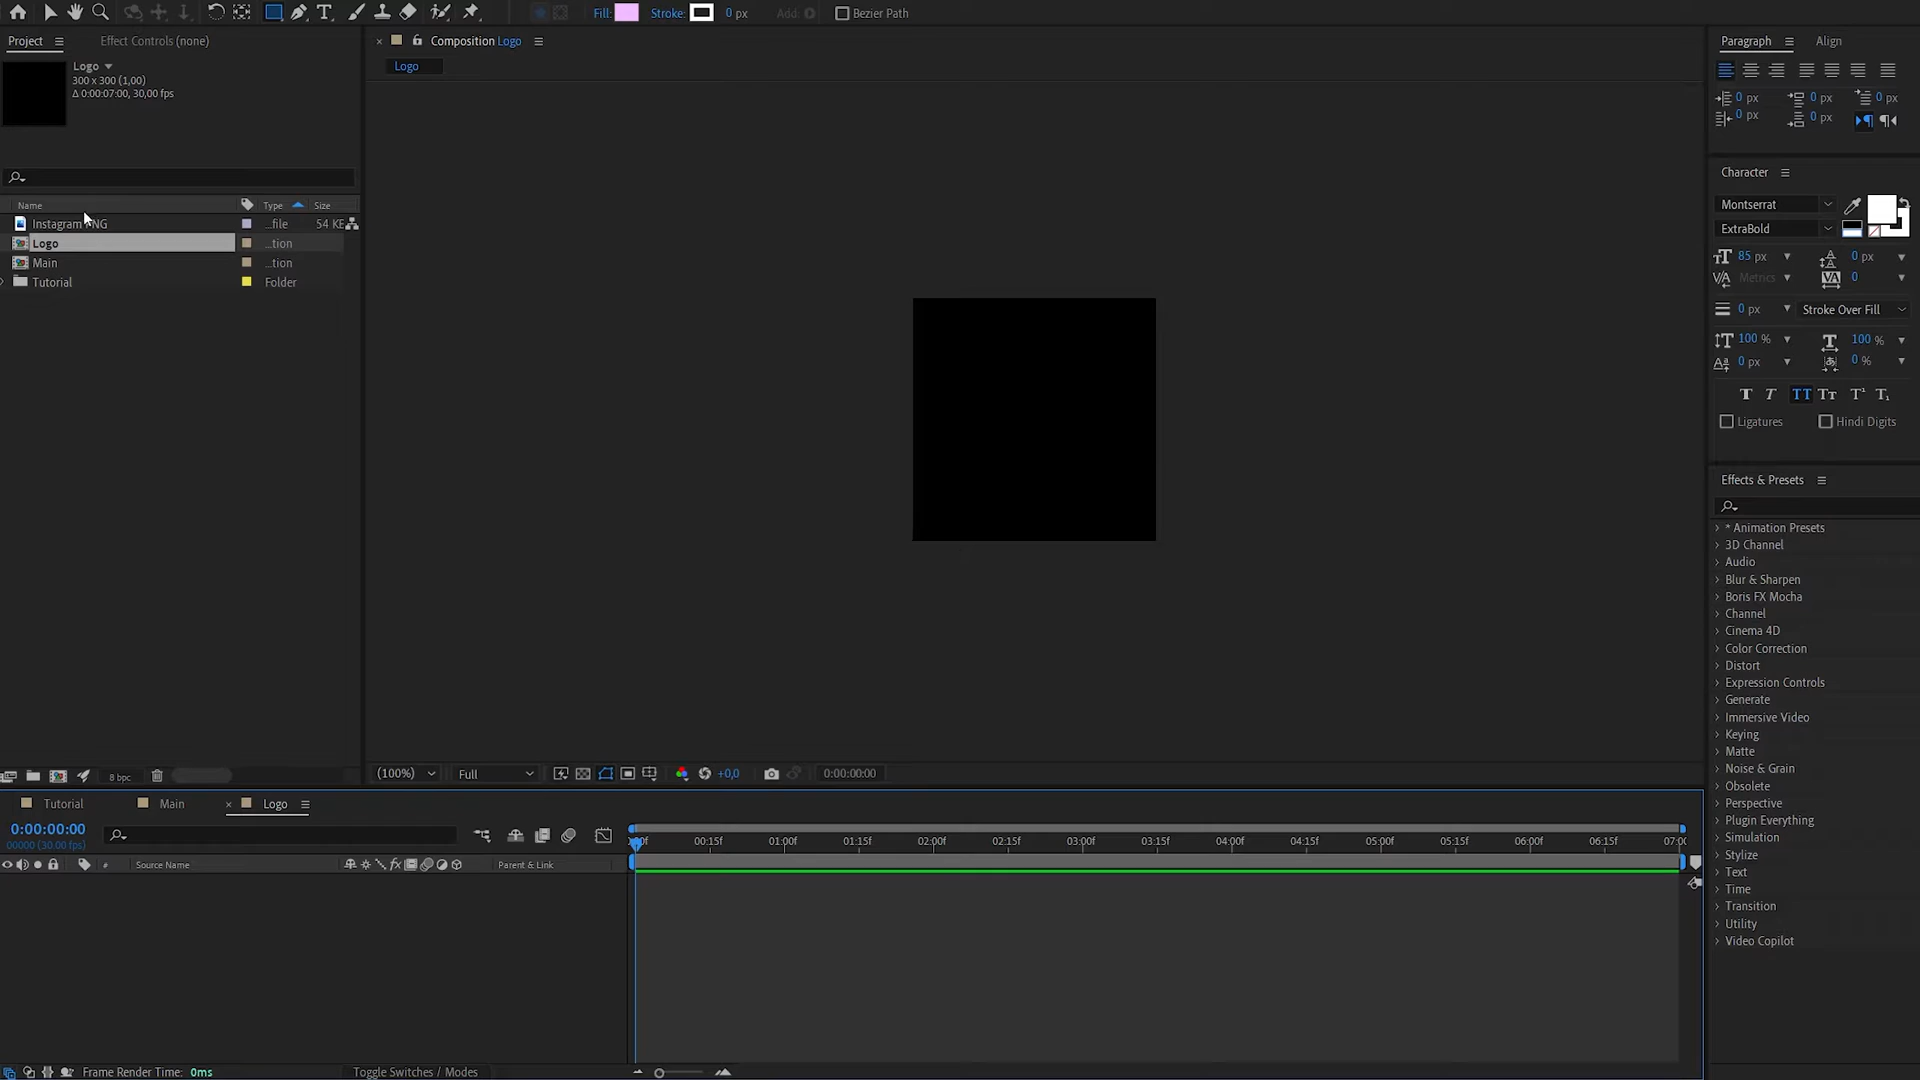 Fill:
Stroke:
0 px
Add:
Bezier Path
Project
Effect Controls (none)
Composition Logo
Logo
Logo
300 x 300 (1,00)
Δ 0:00:07:00, 30,00 fps
Name
Type
Size
Instagram PNG
...file
54 KE
Logo
...tion
Main
...tion
Tutorial
Folder
8 bpc
(100%)
Full
+0,0
0:00:00:00
Paragraph
Align
0 px
0 px
0 px
0 px
0 px
Character
Montserrat
ExtraBold
85 px
0 px
Metrics
0
0 px
Stroke Over Fill
100 %
100 %
0 px
0 %
Ligatures
Hindi Digits
Effects & Presets
* Animation Presets
3D Channel
Audio
Blur & Sharpen
Boris FX Mocha
Channel
Cinema 4D
Color Correction
Distort
Expression Controls
Generate
Immersive Video
Keying
Matte
Noise & Grain
Obsolete
Perspective
Plugin Everything
Simulation
Stylize
Text
Time
Transition
Utility
Video Copilot
Tutorial
Main
Logo
0:00:00:00
00000 (30.00 fps)
00:15f
01:00f
01:15f
02:00f
02:15f
03:00f
03:15f
04:00f
04:15f
05:00f
05:15f
06:00f
06:15f
07:00
#
Source Name
Parent & Link
Frame Render Time: 0ms
Toggle Switches / Modes